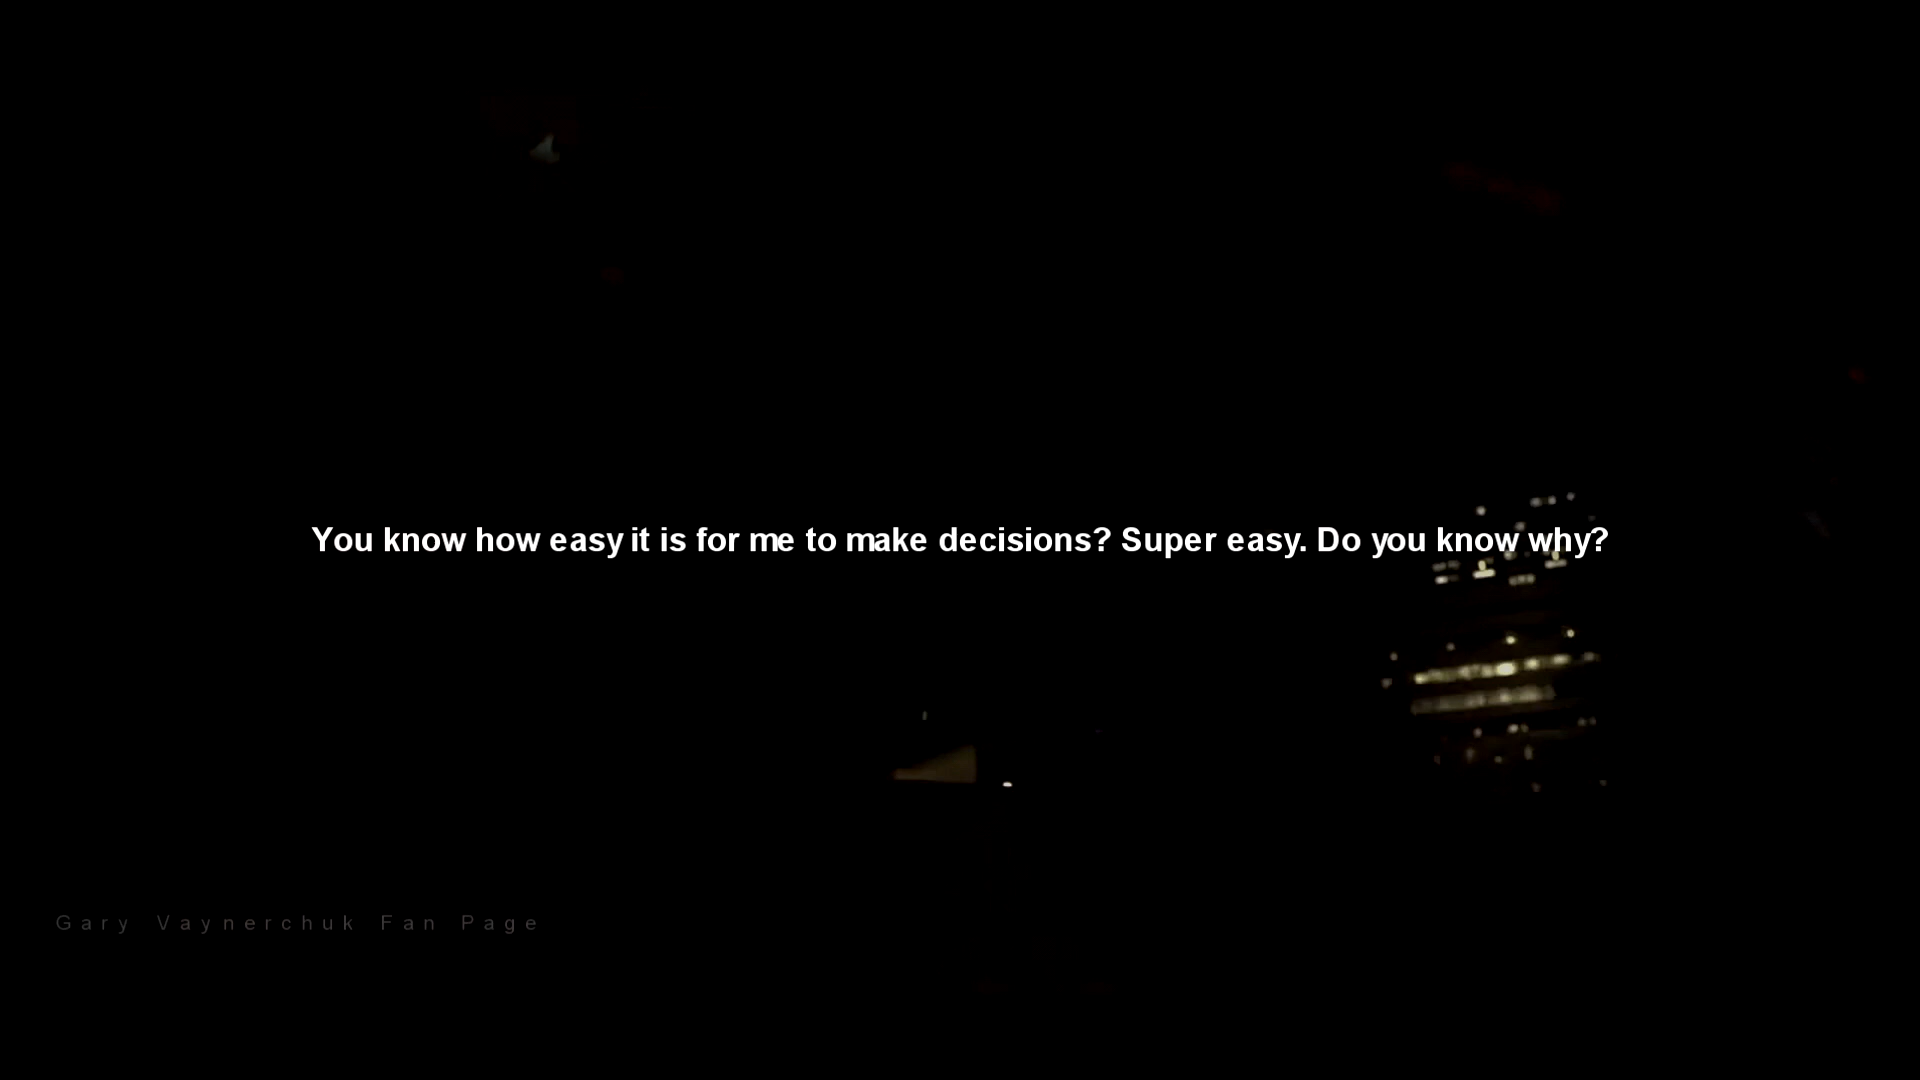 You know how easy it is for me to make decisions? Super easy. Do you know why?
Gary Vaynerchuk Fan Page